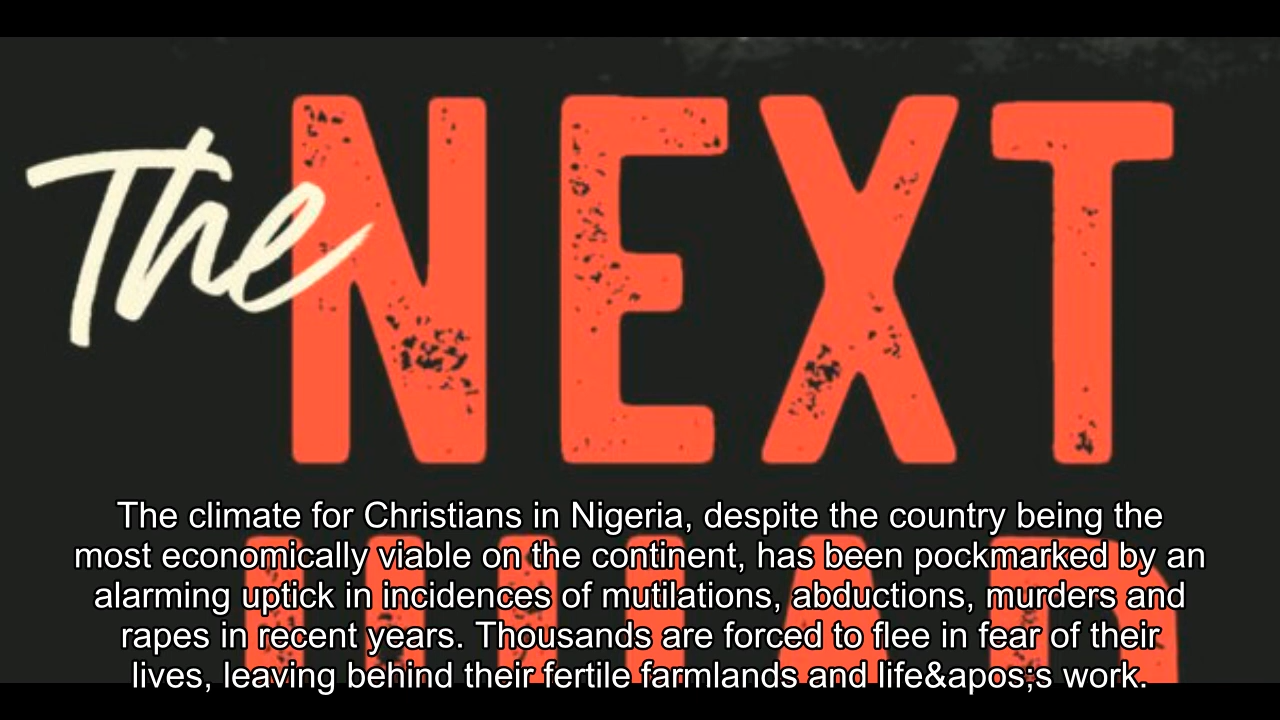 The
NEXT
The climate for Christians in Nigeria, despite the country being the
most economically viable on the continent, has been pockmarked by an
alarming uptick in incidences of mutilations, abductions, murders and
rapes in recent years. Thousands are forced to flee in fear of their
lives, leaving behind their fertile farmlands and life&apos;s work.